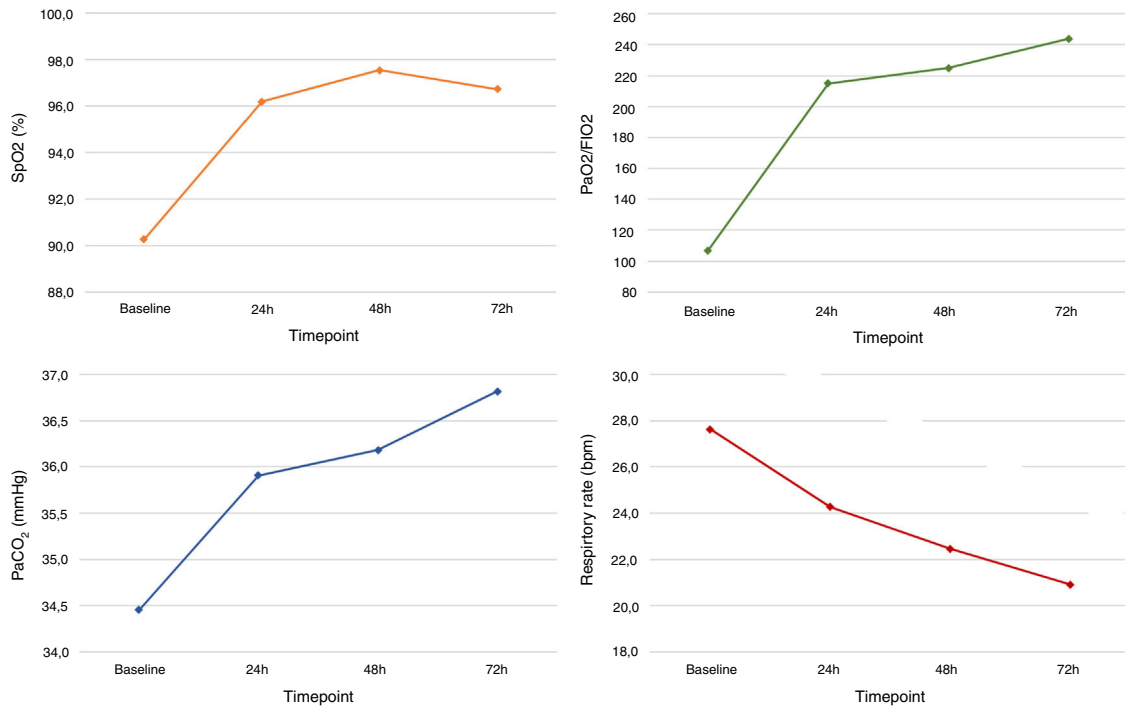 100,0
98,0
96,0
94,0
92,0
90,0
88,0
SpO2 (%)
Baseline 24h 48h 72h
Timepoint
260
240
220
200
180
160
140
120
100
80
PaO2/FIO2
Baseline 24h 48h 72h
Timepoint
37,0
36,5
36,0
35,5
35,0
34,5
34,0
PaCO2 (mmHg)
Baseline 24h 48h 72h
Timepoint
30,0
28,0
26,0
24,0
22,0
20,0
18,0
Respirtory rate (bpm)
Baseline 24h 48h 72h
Timepoint